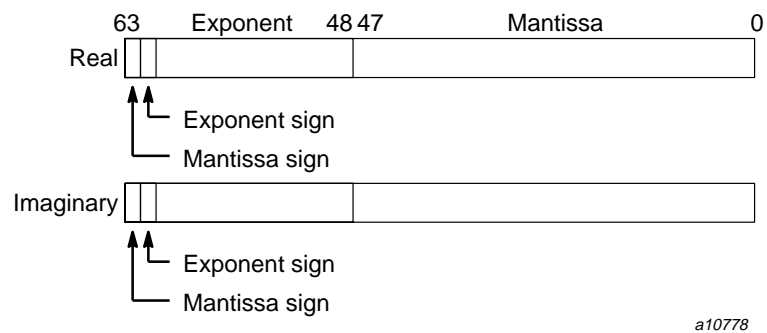 63 Exponent 48 47 Mantissa 0
Real
Exponent sign
Mantissa sign
Imaginary
Exponent sign
Mantissa sign
a10778